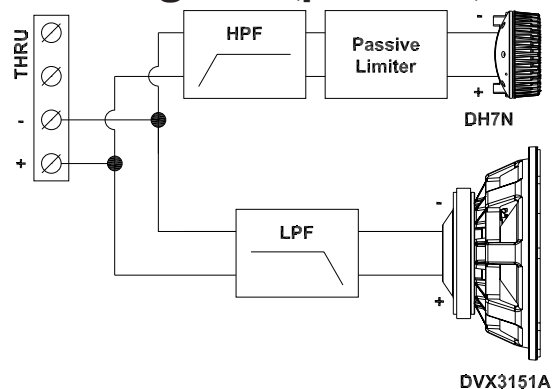 THRU
HPF
Passive
Limiter
-
+
DH7N
-
+
LPF
-
+
DVX3151A